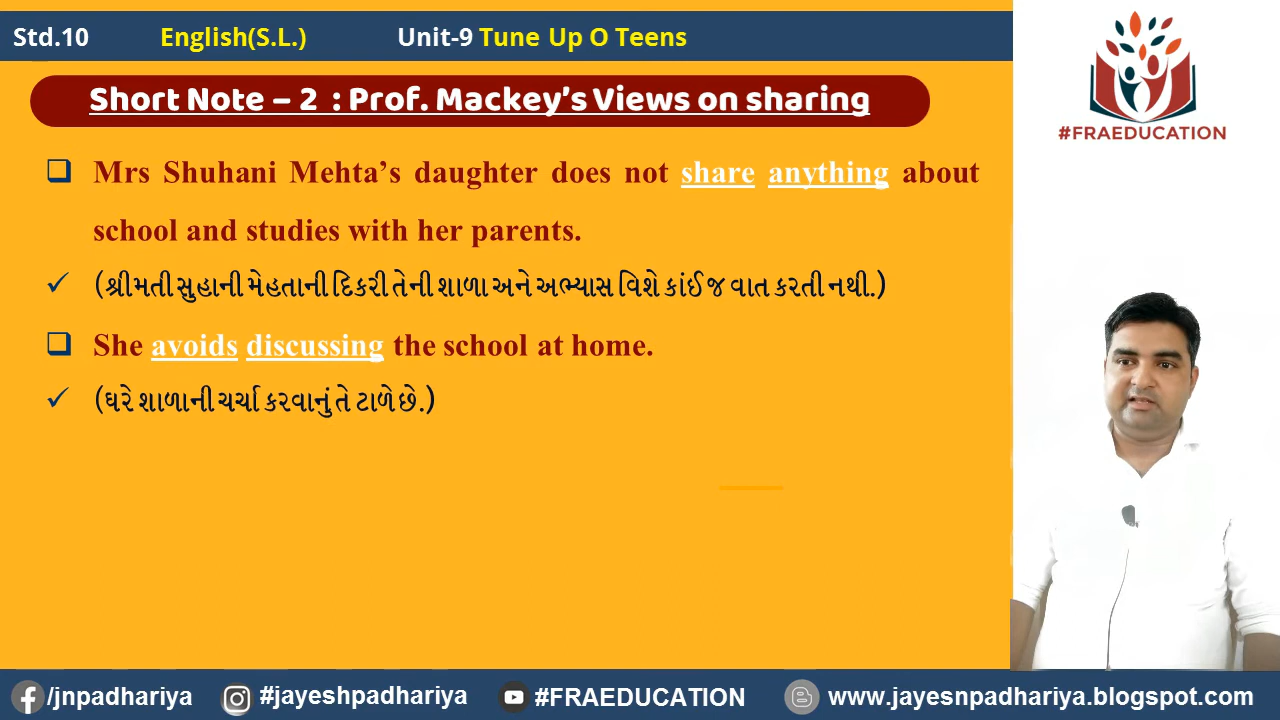 Std.10 English(S.L.) Unit-9 Tune Up O Teens
#FRAEDUCATION
Short Note – 2 : Prof. Mackey's Views on sharing
Mrs Shuhani Mehta's daughter does not share anything about
school and studies with her parents.
(શ્રીમતી સુહાની મેહતાની દિકરી તેની શાળા અને અભ્યાસ વિશે કાંઈ જ વાત કરતી નથી.)
She avoids discussing the school at home.
(ઘરે શાળાની ચર્ચા કરવાનું તે ટાળે છે.)
/jnpadhariya #jayeshpadhariya #FRAEDUCATION www.jayesnpadhariya.blogspot.com